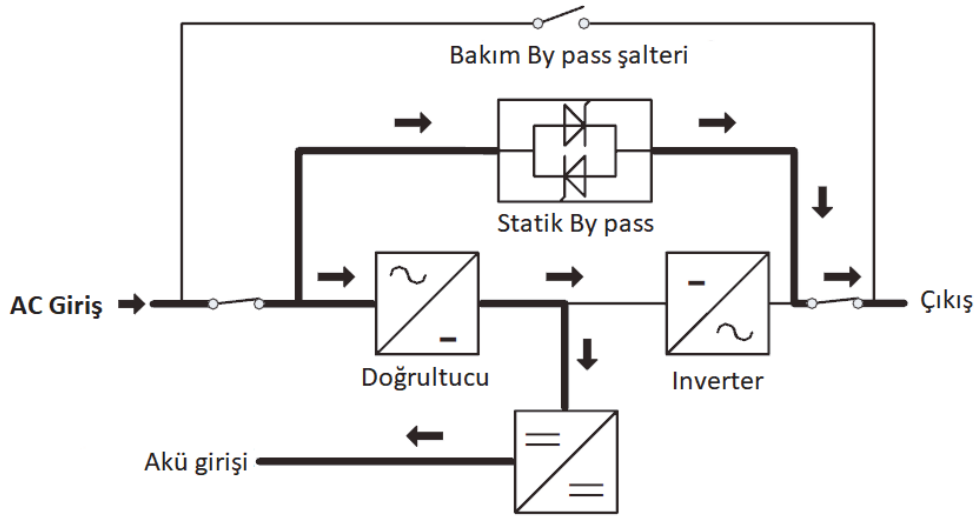 Bakım By pass şalteri
Statik By pass
AC Giriş
Çıkış
Doğrultucu
Inverter
Akü girişi